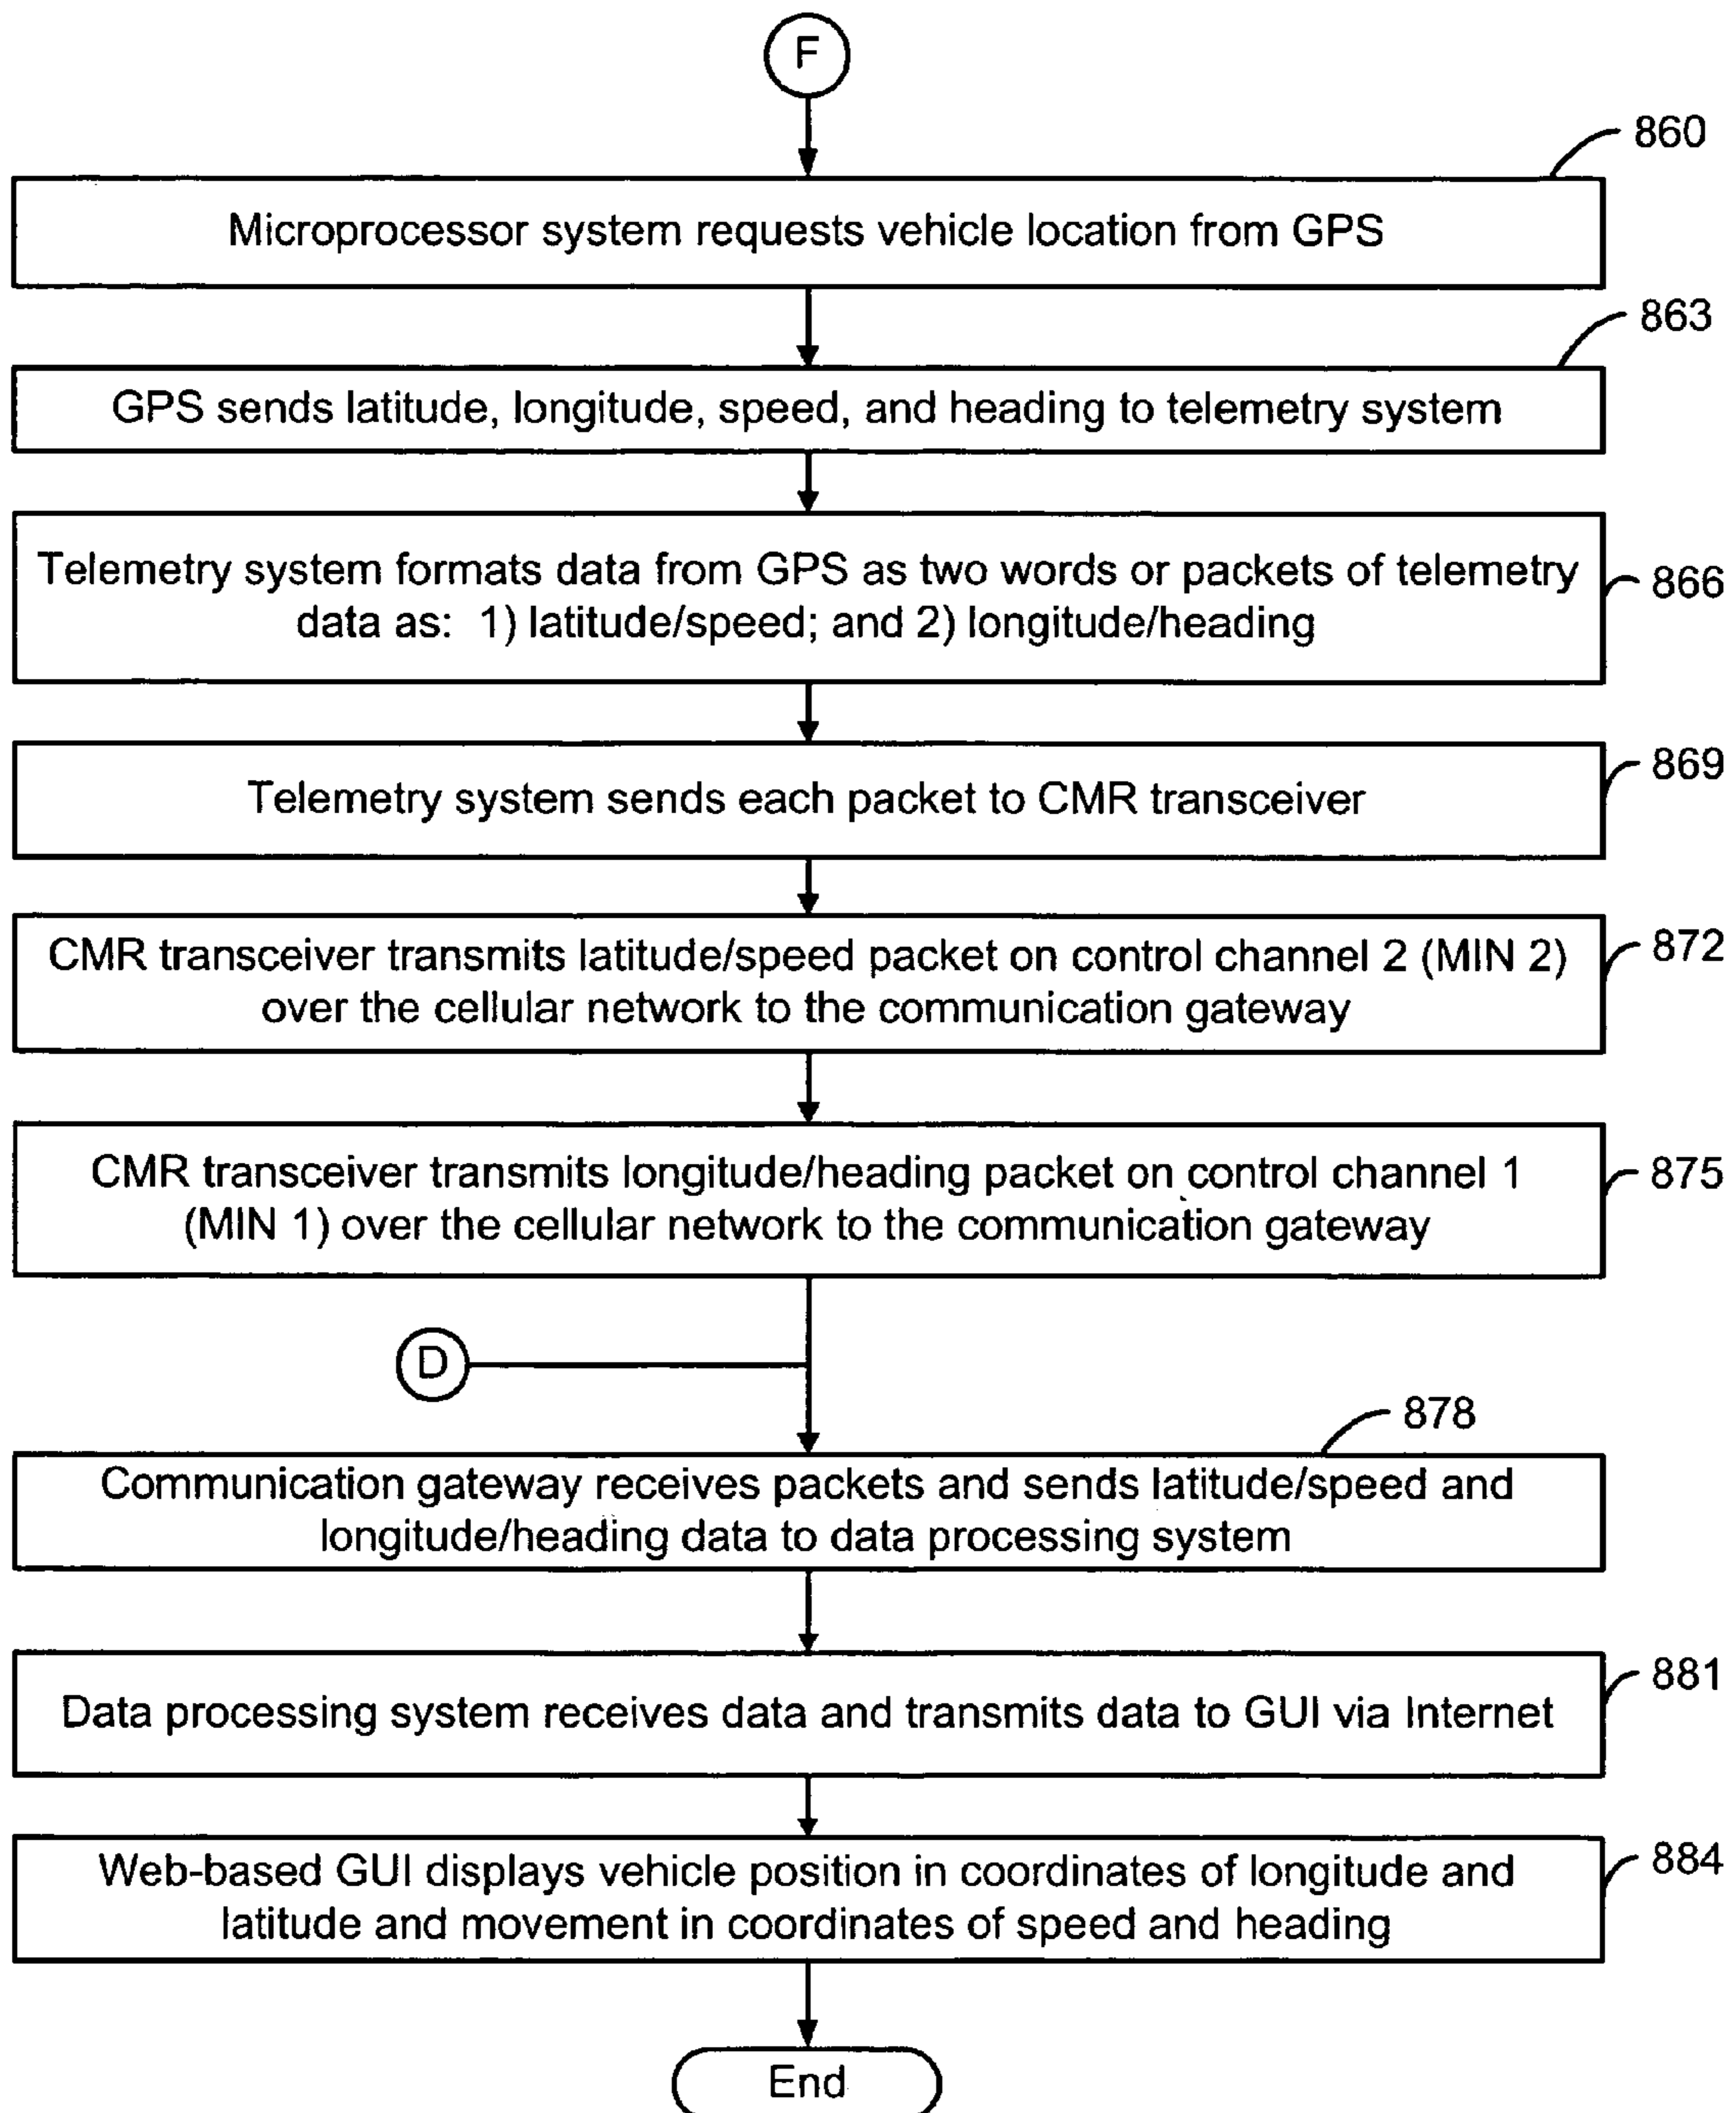 F
860
Microprocessor system requests vehicle location from GPS
863
GPS sends latitude, longitude, speed, and heading to telemetry system
Telemetry system formats data from GPS as two words or packets of telemetry
data as: 1) latitude/speed; and 2) longitude/heading
866
Telemetry system sends each packet to CMR transceiver
869
CMR transceiver transmits latitude/speed packet on control channel 2 (MIN 2)
over the cellular network to the communication gateway
872
CMR transceiver transmits longitude/heading packet on control channel 1
(MIN 1) over the cellular network to the communication gateway
875
D
878
Communication gateway receives packets and sends latitude/speed and
longitude/heading data to data processing system
Data processing system receives data and transmits data to GUI via Internet
881
Web-based GUI displays vehicle position in coordinates of longitude and
latitude and movement in coordinates of speed and heading
884
End